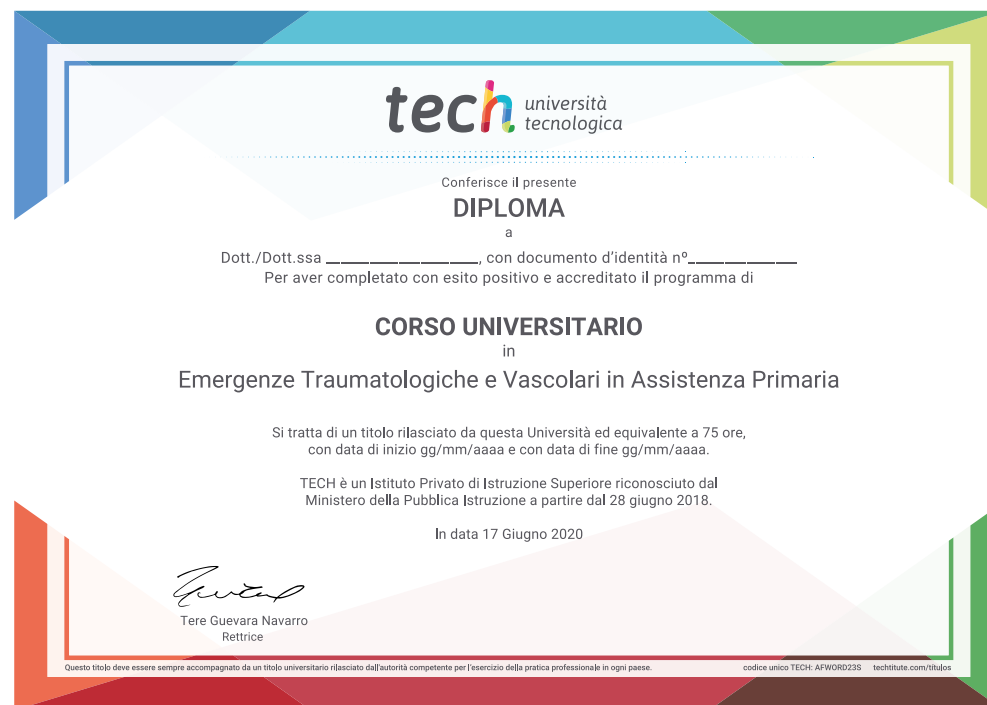 tech università
tecnologica
Conferisce il presente
DIPLOMA
a
Dott./Dott.ssa ____________________, con documento d'identità nº______________
Per aver completato con esito positivo e accreditato il programma di
CORSO UNIVERSITARIO
in
Emergenze Traumatologiche e Vascolari in Assistenza Primaria
Si tratta di un titolo rilasciato da questa Università ed equivalente a 75 ore,
con data di inizio gg/mm/aaaa e con data di fine gg/mm/aaaa.
TECH è un Istituto Privato di Istruzione Superiore riconosciuto dal
Ministero della Pubblica Istruzione a partire dal 28 giugno 2018.
In data 17 Giugno 2020
Tere Guevara Navarro
Rettrice
Questo titolo deve essere sempre accompagnato da un titolo universitario rilasciato dall'autorità competente per l'esercizio della pratica professionale in ogni paese. codice unico TECH: AFWORD23S techtitute.com/titulos